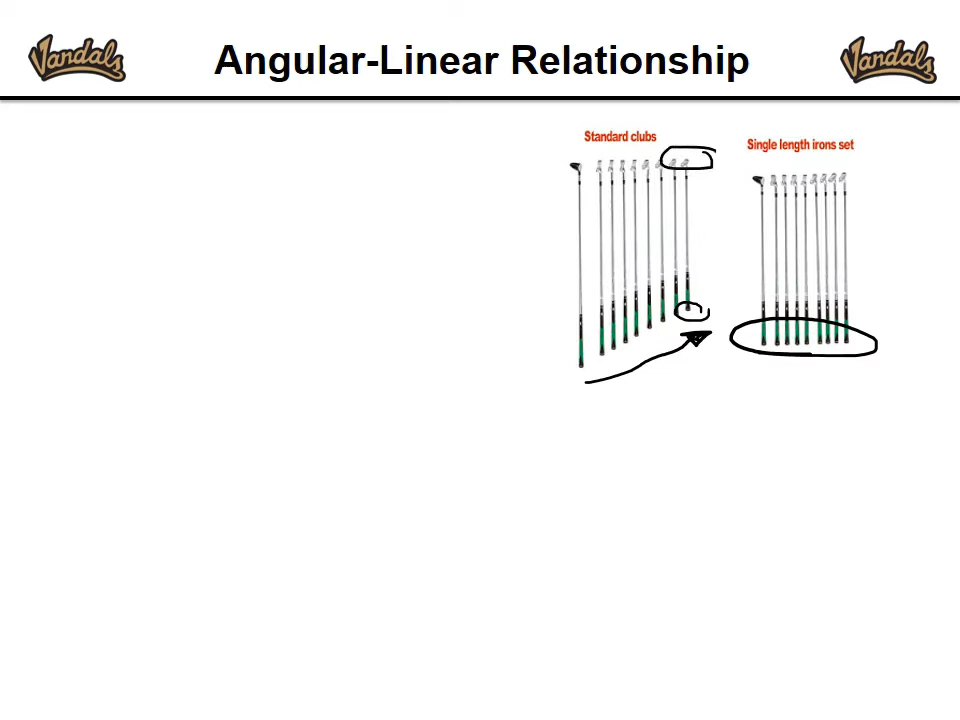 Vandals
Angular-Linear Relationship
Vandals
Standard clubs
Single length irons set